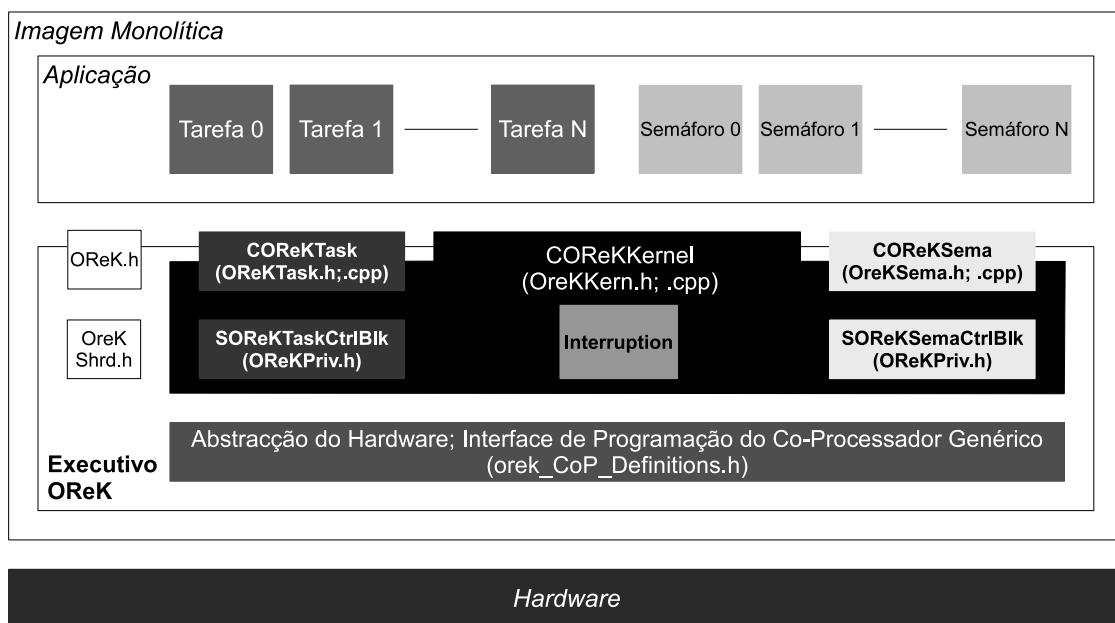 Imagem Monolítica
Aplicação
Tarefa 0
Tarefa 1
Tarefa N
Semáforo 0
Semáforo 1
Semáforo N
OReK.h
COReKTask
(OReKTask.h;.cpp)
COReKKernel
(OreKKern.h; .cpp)
COReKSema
(OreKSema.h; .cpp)
OreK
Shrd.h
SOReKTaskCtrlBlk
(OReKPriv.h)
Interruption
SOReKSemaCtrlBlk
(OReKPriv.h)
Abstracção do Hardware; Interface de Programação do Co-Processador Genérico
(orek_CoP_Definitions.h)
Executivo
OReK
Hardware